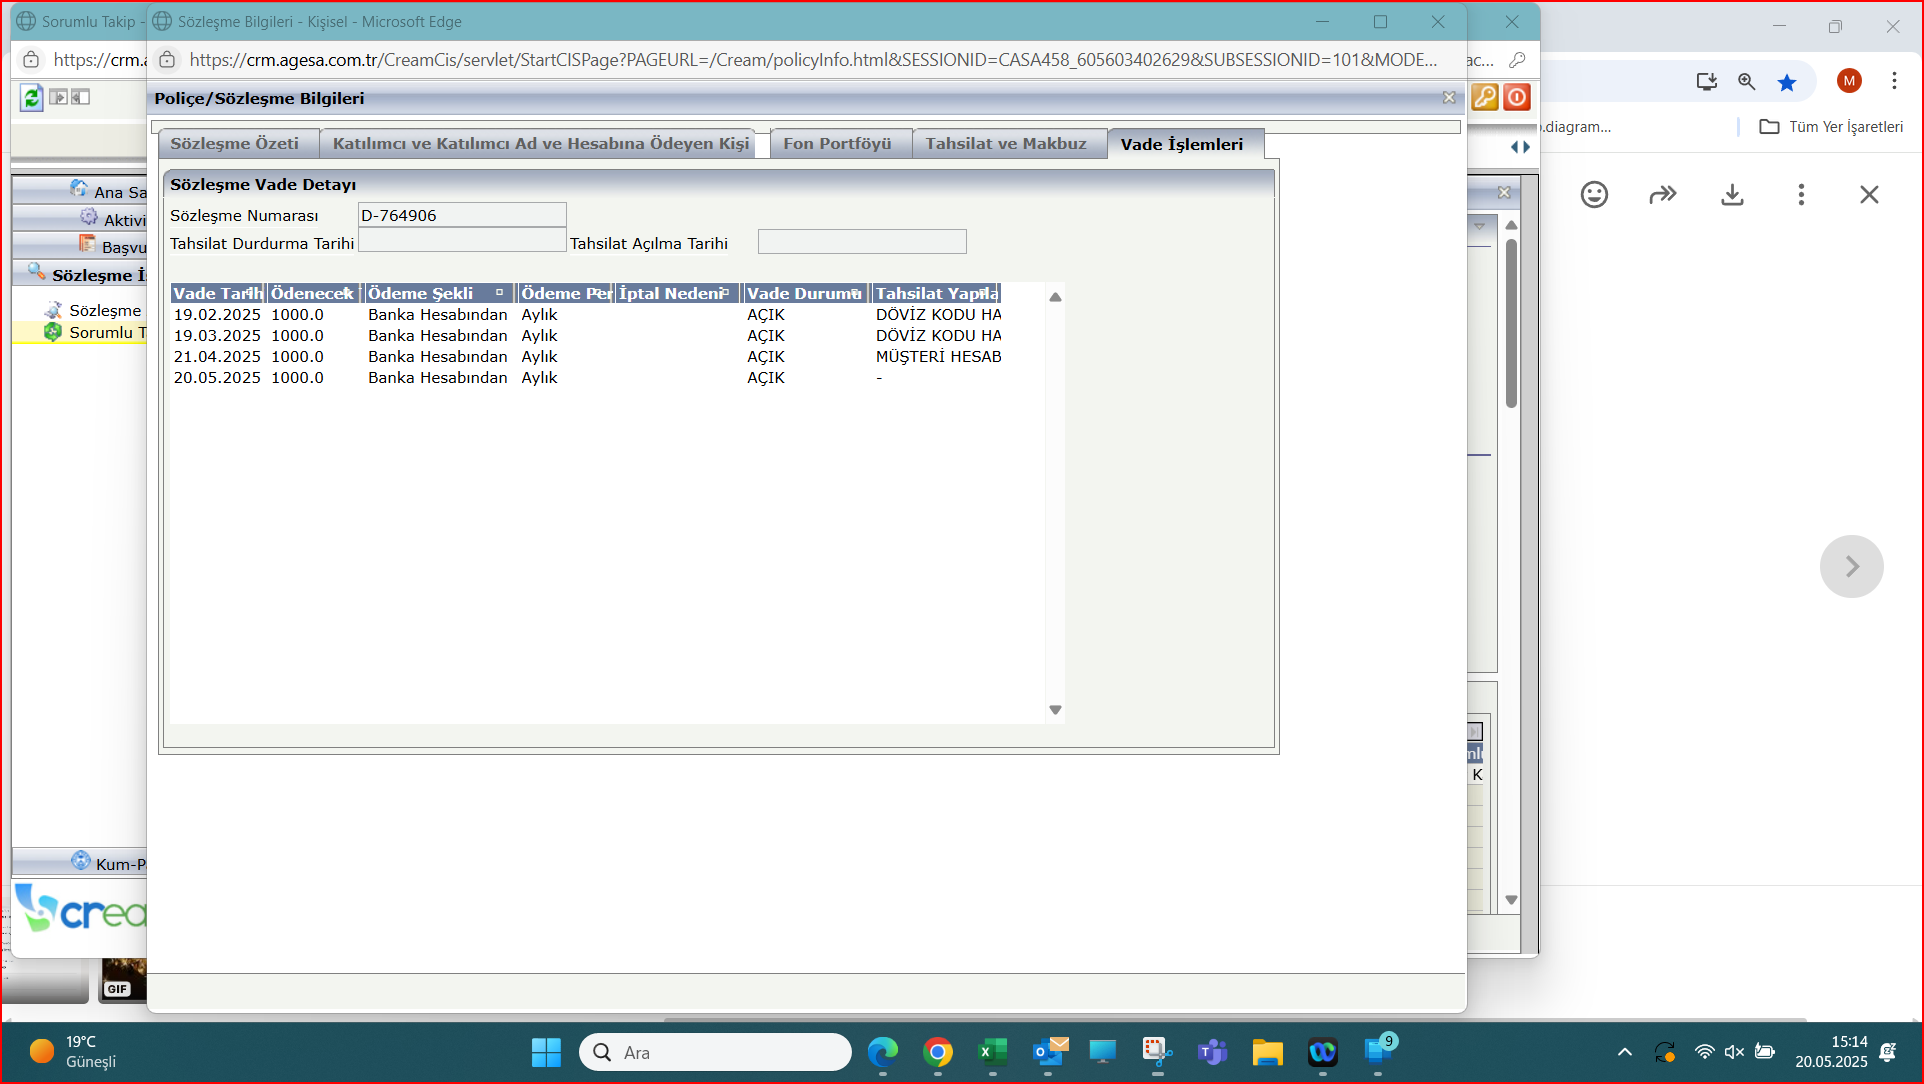 Sorumlu Takip -
Sözleşme Bilgileri - Kişisel - Microsoft Edge
https://crm.a
https://crm.agesa.com.tr/CreamCis/servlet/StartCISPage?PAGEURL=/Cream/policyInfo.html&SESSIONID=CASA458_605603402629&SUBSESSIONID=101&MODE...
ac...
M
Poliçe/Sözleşme Bilgileri
.diagram...
Tüm Yer İşaretleri
Sözleşme Özeti
Katılımcı ve Katılımcı Ad ve Hesabına Ödeyen Kişi
Fon Portföyü
Tahsilat ve Makbuz
Vade İşlemleri
Ana Sa
Aktivi
Başvu
Sözleşme İ
Sözleşme
Sorumlu T
Sözleşme Vade Detayı
Sözleşme Numarası D-764906
Tahsilat Durdurma Tarihi Tahsilat Açılma Tarihi
Vade Tarih Ödenecek Ödeme Şekli Ödeme Per İptal Nedeni Vade Durumu Tahsilat Yapıla
19.02.2025 1000.0 Banka Hesabından Aylık AÇIK DÖVİZ KODU HA
19.03.2025 1000.0 Banka Hesabından Aylık AÇIK DÖVİZ KODU HA
21.04.2025 1000.0 Banka Hesabından Aylık AÇIK MÜŞTERİ HESAB
20.05.2025 1000.0 Banka Hesabından Aylık AÇIK -
K
Kum-P
crea
GIF
19°C
Güneşli
Ara
9
15:14
20.05.2025